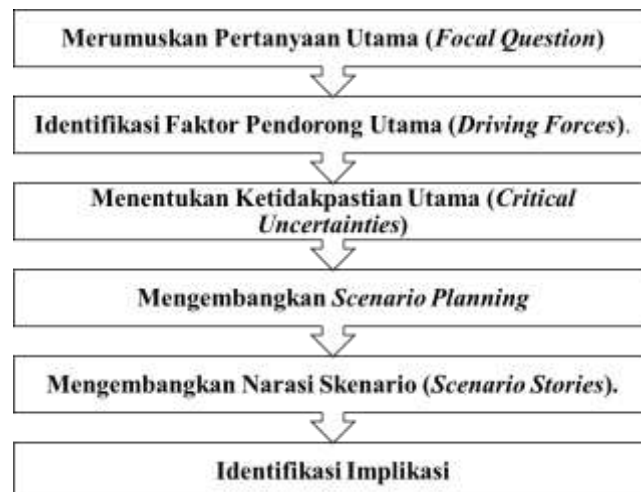 Merumuskan Pertanyaan Utama (Focal Question)
Identifikasi Faktor Pendorong Utama (Driving Forces).
Menentukan Ketidakpastian Utama (Critical
Uncertainties)
Mengembangkan Scenario Planning
Mengembangkan Narasi Skenario (Scenario Stories).
Identifikasi Implikasi